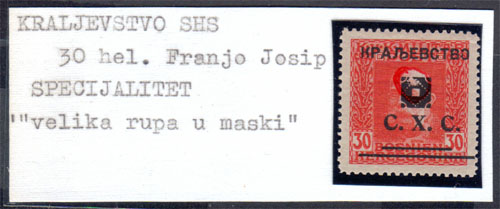 KRALJEVSTVO SHS
30 hel. Franjo Josip
SPECIJALITET
'"velika rupa u maski"
КРАЉЕВСТВО
С. Х. С.
30 30